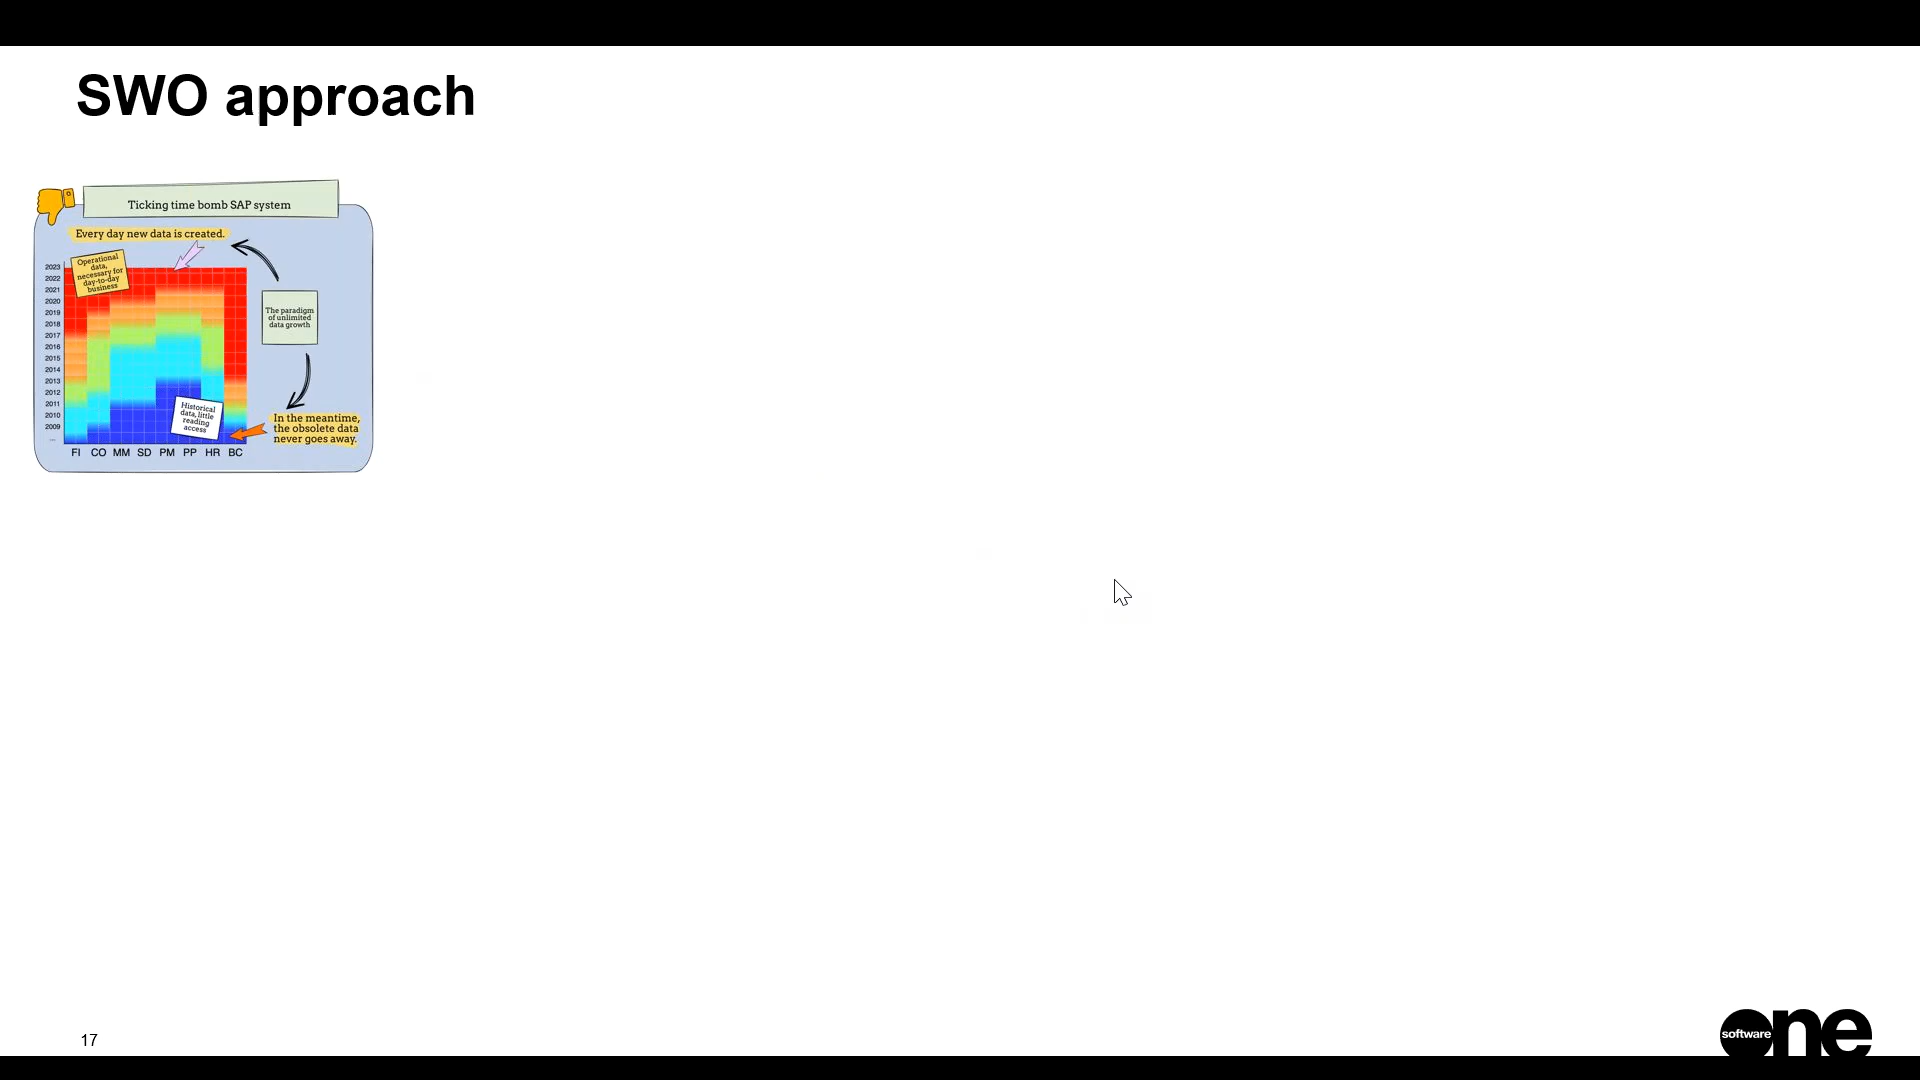 SWO approach
Ticking time bomb SAP system
Every day new data is created.
Operational
data,
necessary for
day-to-day
business
2023
2022
2021
2020
2019
2018
2017
2016
2015
2014
2013
2012
2011
2010
2009
...
The paradigm
of unlimited
data growth
Historical
data, little
reading
access
In the meantime,
the obsolete data
never goes away.
FI CO MM SD PM PP HR BC
17
software one